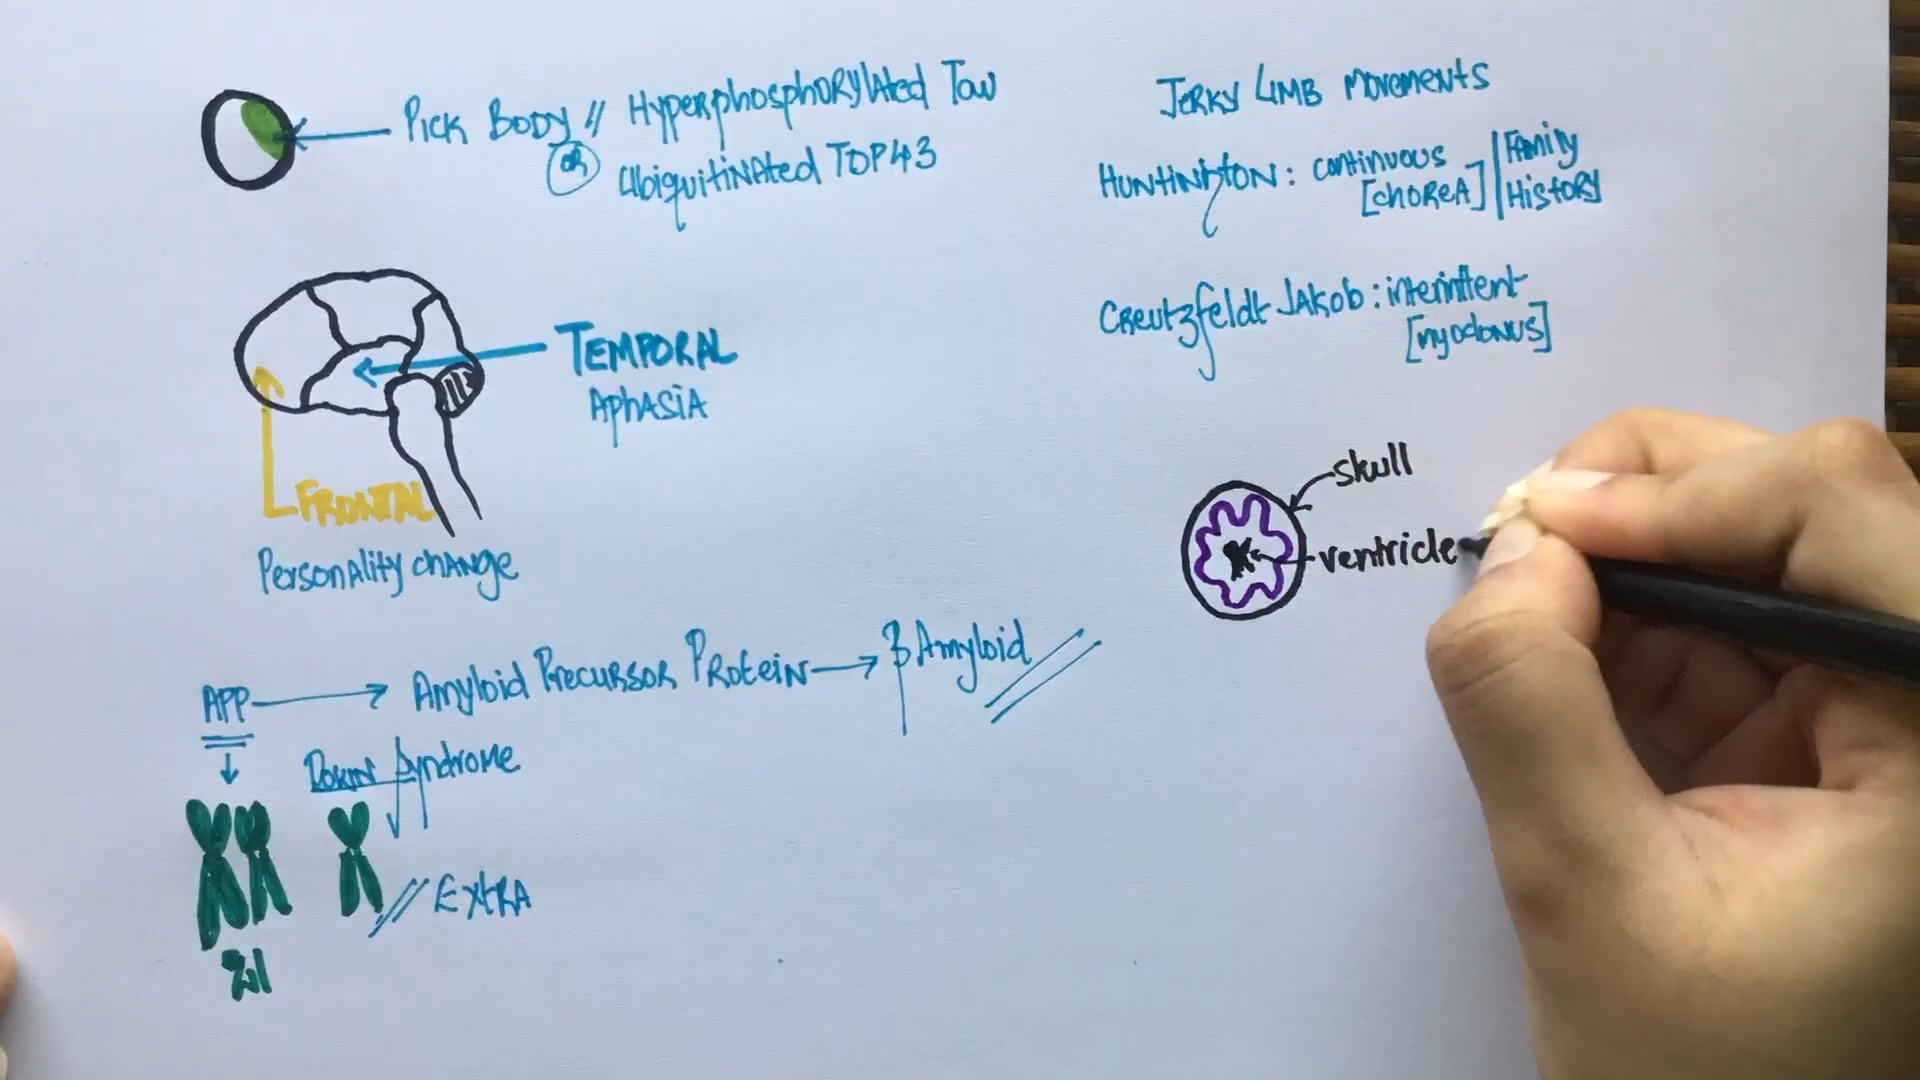 PICK BODY // HYPERPHOSPHORYLATED TAU
OR
UBIQUITINATED TDP43
TEMPORAL
APHASIA
FRONTAL
Personality change
APP → AMYLOID PRECURSOR PROTEIN → β Amyloid
DOWN SYNDROME
EXTRA
21
JERKY LIMB MOVEMENTS
HUNTINGTON: CONTINUOUS
[CHOREA]
FAMILY
HISTORY
CREUTZFELDT JAKOB: intermittent
[myoclonus]
skull
ventricle